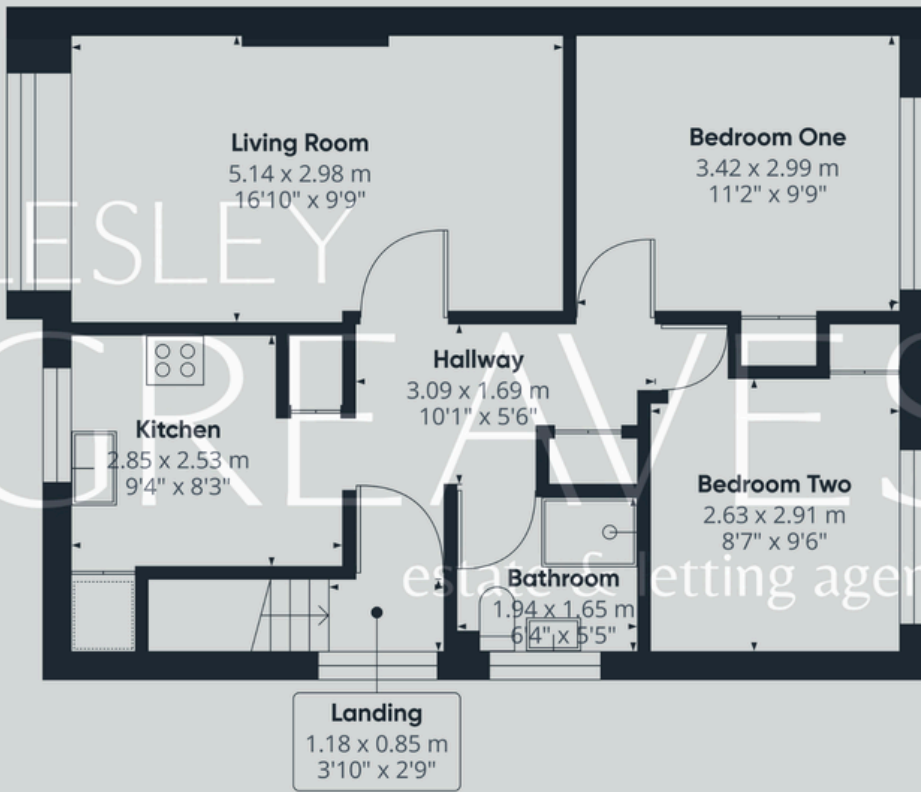 Living Room
5.14 x 2.98 m
16'10" x 9'9"
Bedroom One
3.42 x 2.99 m
11'2" x 9'9"
LESLEY
GREAVES
estate & letting agen
Hallway
3.09 x 1.69 m
10'1" x 5'6"
Kitchen
2.85 x 2.53 m
9'4" x 8'3"
Bedroom Two
2.63 x 2.91 m
8'7" x 9'6"
Bathroom
1.94 x 1.65 m
6'4" x 5'5"
Landing
1.18 x 0.85 m
3'10" x 2'9"